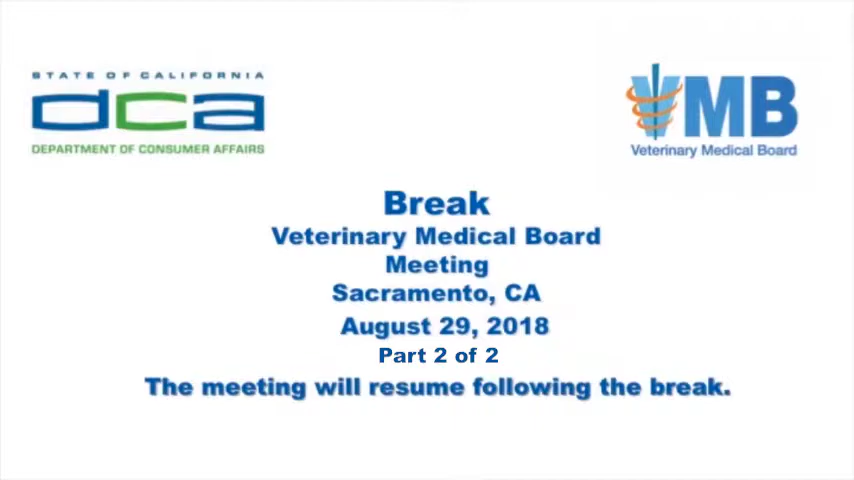 STATE OF CALIFORNIA
dca
DEPARTMENT OF CONSUMER AFFAIRS
VMB
Veterinary Medical Board
Break
Veterinary Medical Board
Meeting
Sacramento, CA
August 29, 2018
Part 2 of 2
The meeting will resume following the break.